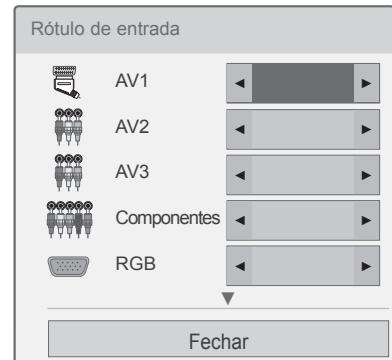 Rótulo de entrada
AV1
AV2
AV3
Componentes
RGB
Fechar